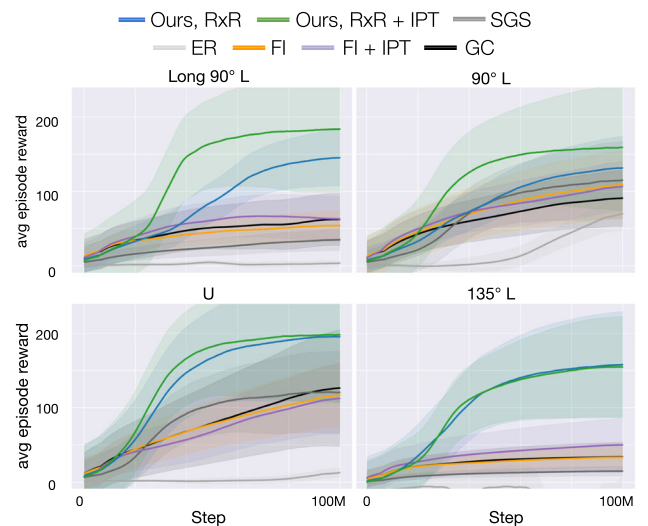 Ours, RxR Ours, RxR + IPT SGS
ER FI FI + IPT GC
Long 90° L 90° L
avg episode reward
200
100
0
U 135° L
avg episode reward
200
100
0
0 100M 0 100M
Step Step